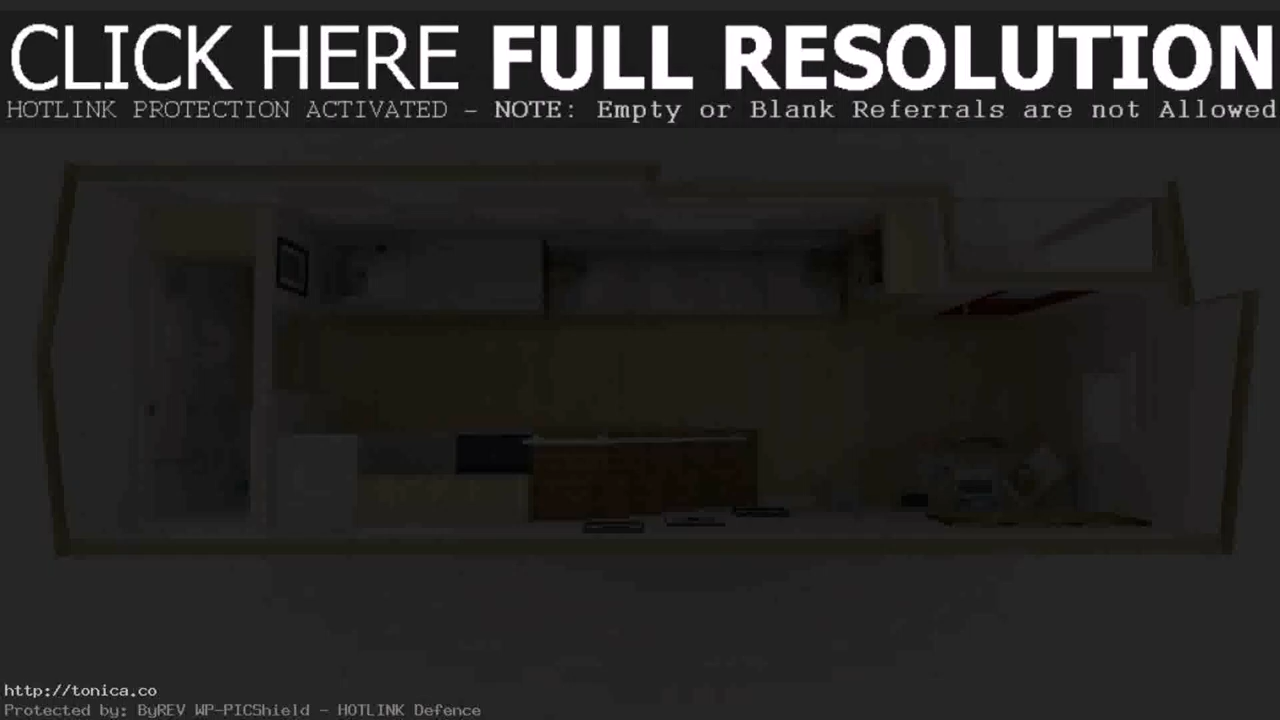 CLICK HERE FULL RESOLUTION
HOTLINK PROTECTION ACTIVATED - NOTE: Empty or Blank Referrals are not Allowed
http://tonica.co
Protected by: ByREV WP-PICShield - HOTLINK Defence